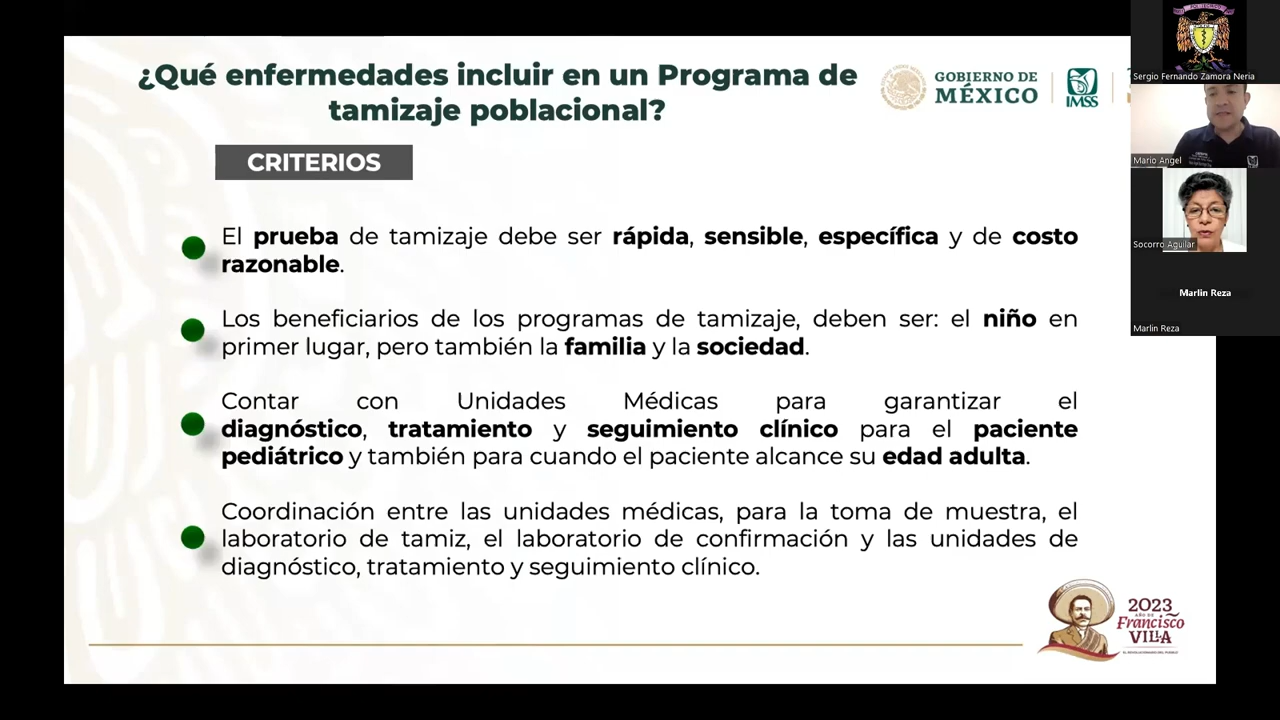 ¿Qué enfermedades incluir en un Programa de
tamizaje poblacional?
GOBIERNO DE
MÉXICO
IMSS
CRITERIOS
El prueba de tamizaje debe ser rápida, sensible, específica y de costo
razonable.
Los beneficiarios de los programas de tamizaje, deben ser: el niño en
primer lugar, pero también la familia y la sociedad.
Contar con Unidades Médicas para garantizar el
diagnóstico, tratamiento y seguimiento clínico para el paciente
pediátrico y también para cuando el paciente alcance su edad adulta.
Coordinación entre las unidades médicas, para la toma de muestra, el
laboratorio de tamiz, el laboratorio de confirmación y las unidades de
diagnóstico, tratamiento y seguimiento clínico.
2023
AÑO DE
Francisco
VILLA
Sergio Fernando Zamora Neria
Mario Angel
Socorro Aguilar
Marlin Reza
Marlin Reza